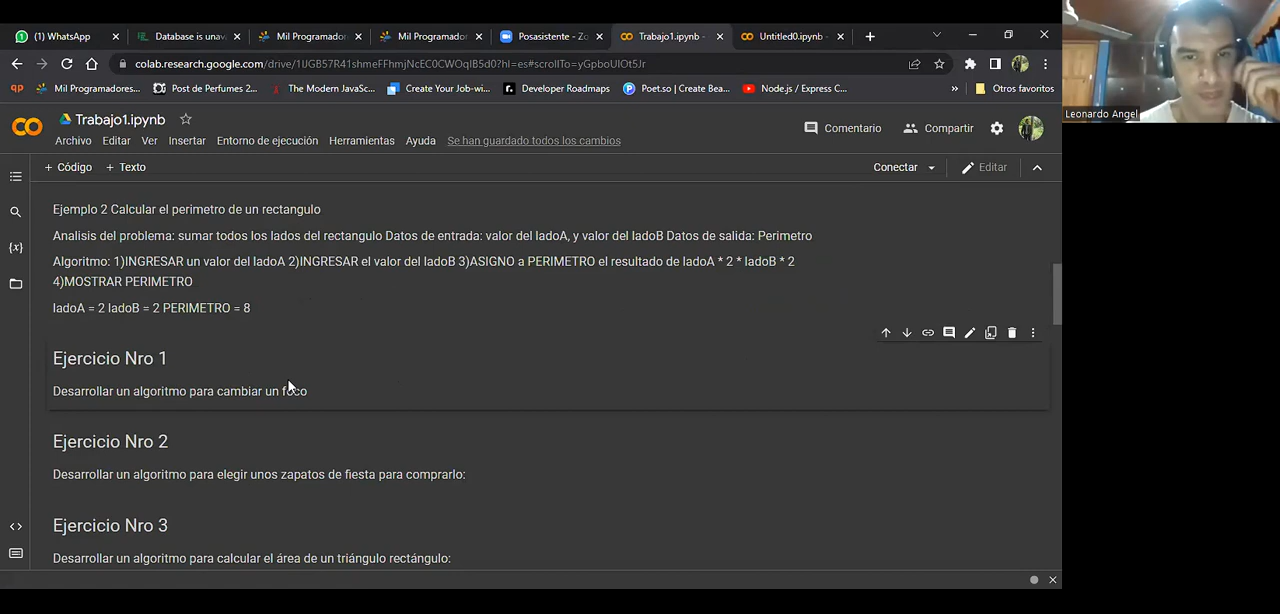 (1) WhatsApp
Database is unav
Mil Programador
Mil Programador
Posasistente - Zo
Trabajo1.ipynb -
Untitled0.ipynb -
colab.research.google.com/drive/1IJGB57R41shmeFFhmjNcEC0CWOqlB5d0?hl=es#scrollTo=yGpboUIOt5Jr
Mil Programadores...
Post de Perfumes 2...
The Modern JavaSc...
Create Your Job-wi...
Developer Roadmaps
Poet.so | Create Bea...
Node.js / Express C...
»
Otros favoritos
Leonardo Angel
Trabajo1.ipynb
Comentario
Compartir
Archivo Editar Ver Insertar Entorno de ejecución Herramientas Ayuda Se han guardado todos los cambios
+ Código + Texto
Conectar
Editar
Ejemplo 2 Calcular el perimetro de un rectangulo
Analisis del problema: sumar todos los lados del rectangulo Datos de entrada: valor del ladoA, y valor del ladoB Datos de salida: Perimetro
Algoritmo: 1)INGRESAR un valor del ladoA 2)INGRESAR el valor del ladoB 3)ASIGNO a PERIMETRO el resultado de ladoA * 2 * ladoB * 2
4)MOSTRAR PERIMETRO
ladoA = 2 ladoB = 2 PERIMETRO = 8
Ejercicio Nro 1
Desarrollar un algoritmo para cambiar un foco
Ejercicio Nro 2
Desarrollar un algoritmo para elegir unos zapatos de fiesta para comprarlo:
Ejercicio Nro 3
Desarrollar un algoritmo para calcular el área de un triángulo rectángulo: